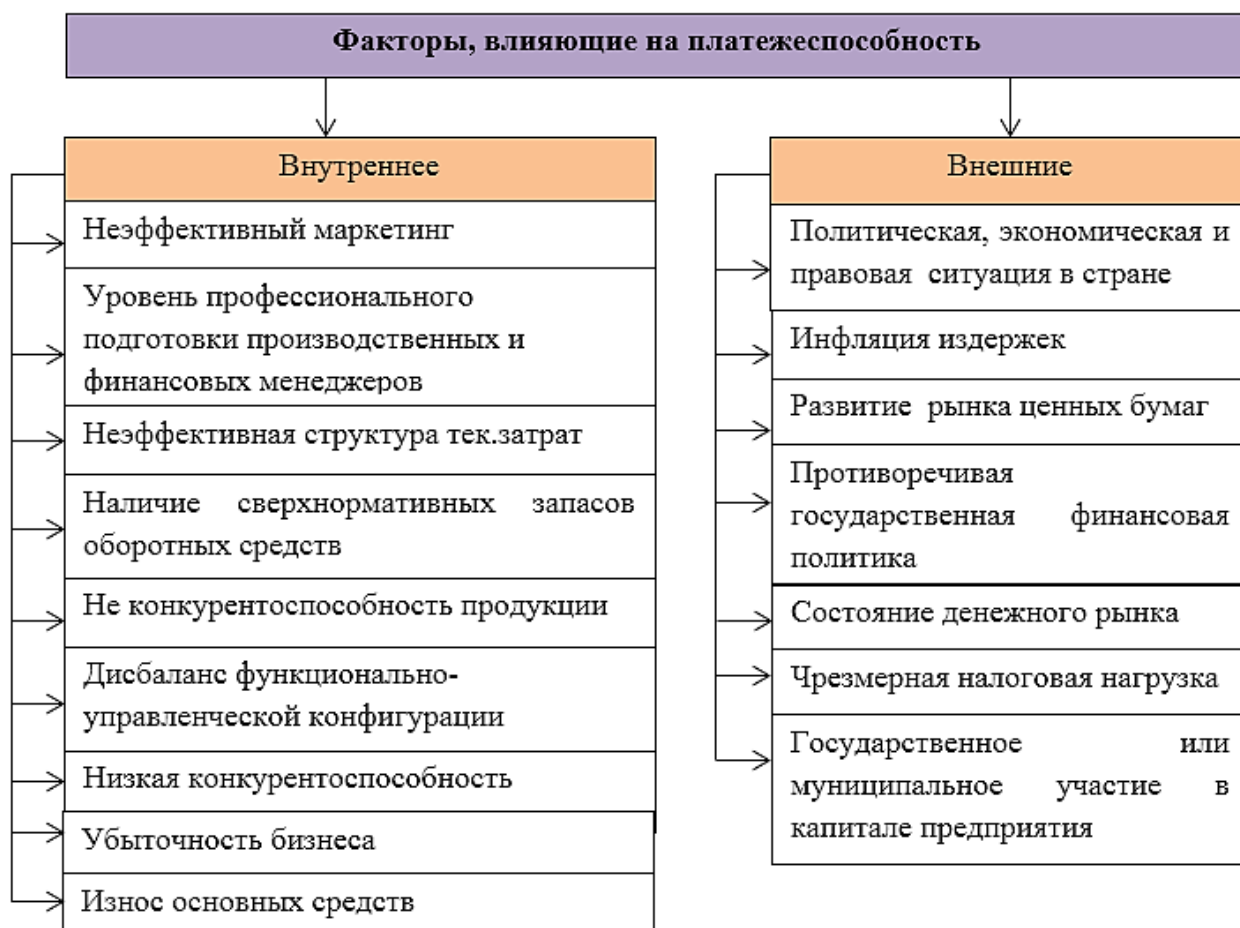 Факторы, влияющие на платежеспособность
Внутреннее
Неэффективный маркетинг
Уровень профессионального
подготовки производственных и
финансовых менеджеров
Неэффективная структура тек.затрат
Наличие сверхнормативных запасов
оборотных средств
Не конкурентоспособность продукции
Дисбаланс функционально-
управленческой конфигурации
Низкая конкурентоспособность
Убыточность бизнеса
Износ основных средств
Внешние
Политическая, экономическая и
правовая ситуация в стране
Инфляция издержек
Развитие рынка ценных бумаг
Противоречивая
государственная финансовая
политика
Состояние денежного рынка
Чрезмерная налоговая нагрузка
Государственное или
муниципальное участие в
капитале предприятия